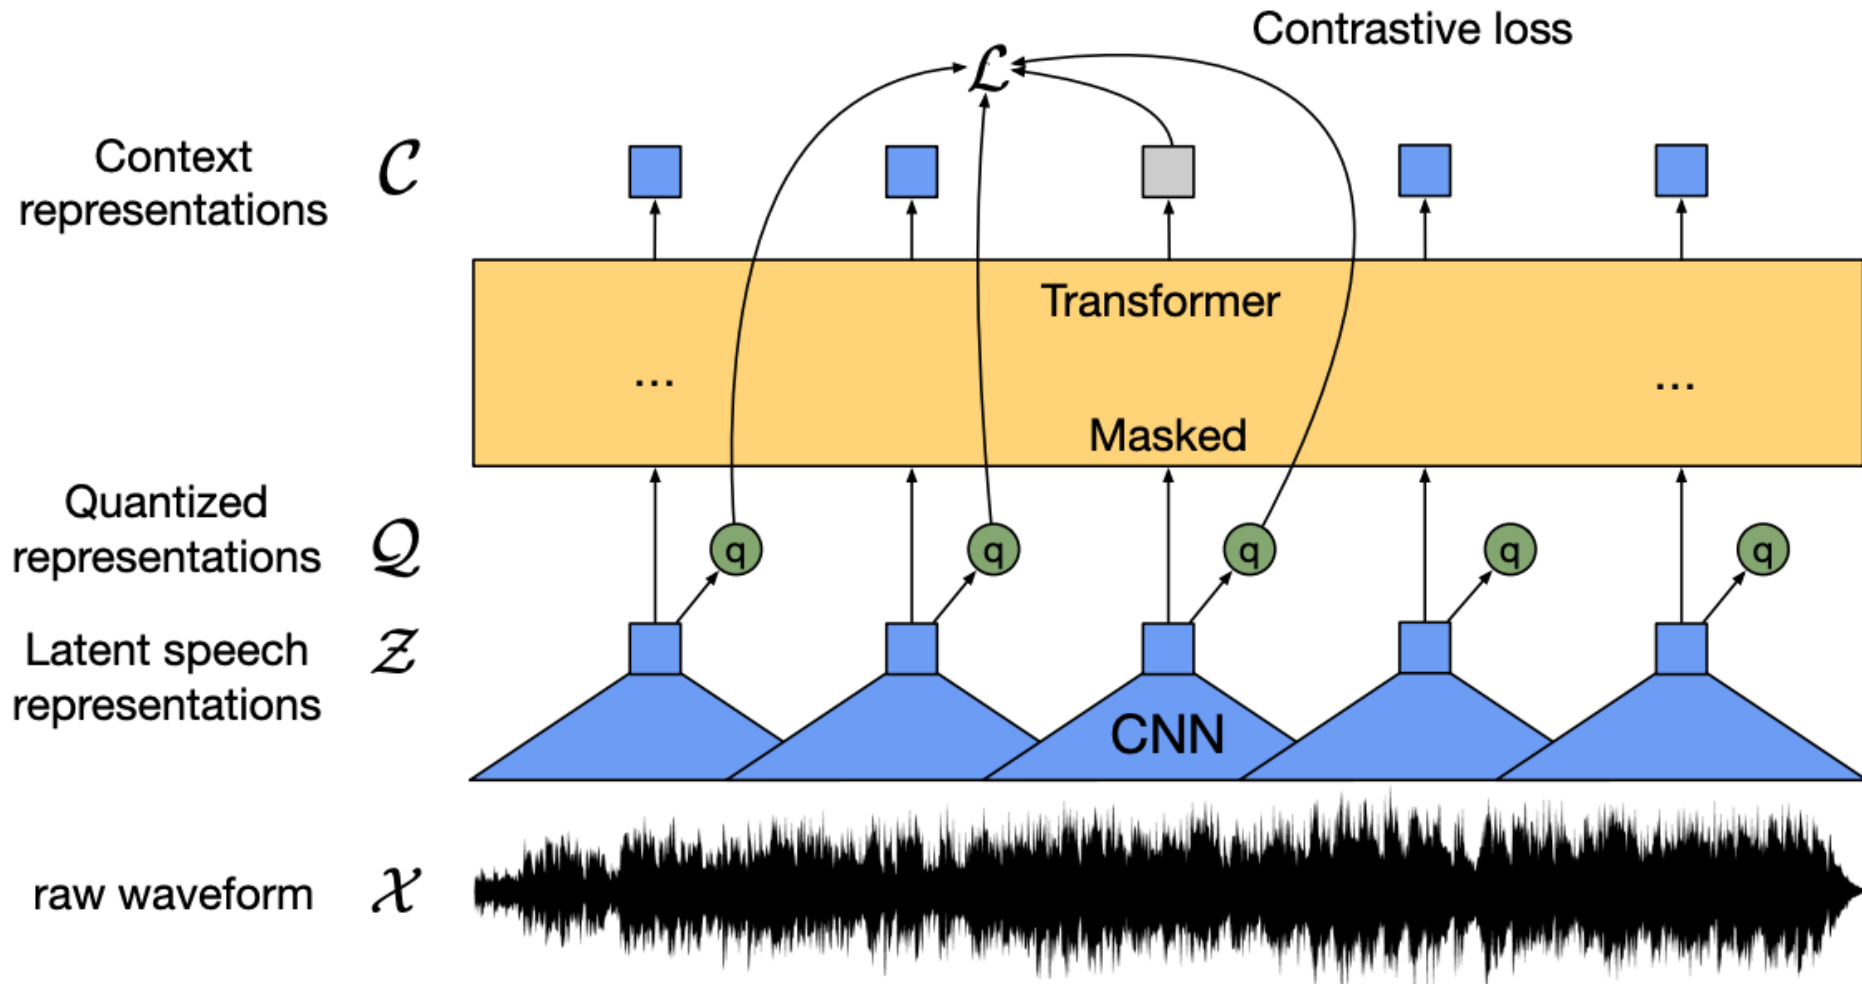 Contrastive loss
ℒ
Context
representations
𝒞
Transformer
...
...
Masked
Quantized
representations
𝒬
q
q
q
q
q
Latent speech
representations
𝒵
CNN
raw waveform
𝒳